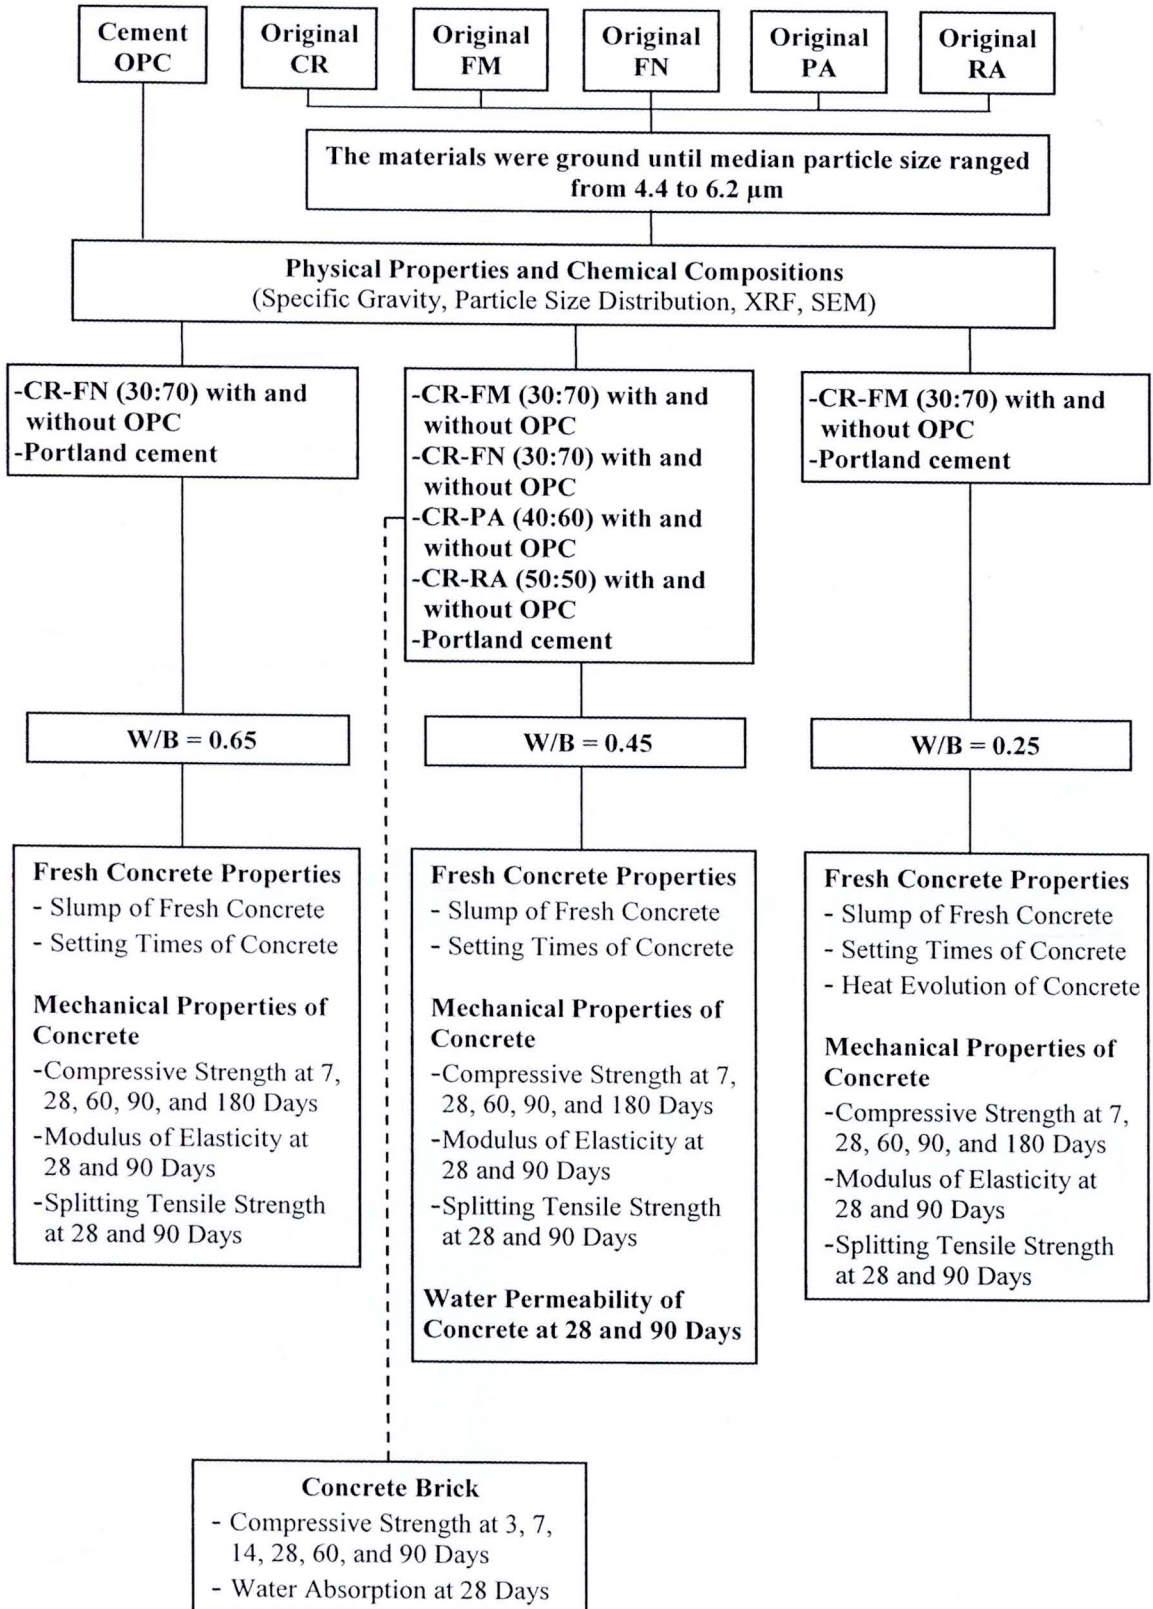 Cement
OPC
Original
CR
Original
FM
Original
FN
Original
PA
Original
RA
The materials were ground until median particle size ranged
from 4.4 to 6.2 µm
Physical Properties and Chemical Compositions
(Specific Gravity, Particle Size Distribution, XRF, SEM)
-CR-FN (30:70) with and
without OPC
-Portland cement
-CR-FM (30:70) with and
without OPC
-CR-FN (30:70) with and
without OPC
-CR-PA (40:60) with and
without OPC
-CR-RA (50:50) with and
without OPC
-Portland cement
-CR-FM (30:70) with and
without OPC
-Portland cement
W/B = 0.65
W/B = 0.45
W/B = 0.25
Fresh Concrete Properties
- Slump of Fresh Concrete
- Setting Times of Concrete
Mechanical Properties of
Concrete
-Compressive Strength at 7,
28, 60, 90, and 180 Days
-Modulus of Elasticity at
28 and 90 Days
-Splitting Tensile Strength
at 28 and 90 Days
Fresh Concrete Properties
- Slump of Fresh Concrete
- Setting Times of Concrete
Mechanical Properties of
Concrete
-Compressive Strength at 7,
28, 60, 90, and 180 Days
-Modulus of Elasticity at
28 and 90 Days
-Splitting Tensile Strength
at 28 and 90 Days
Water Permeability of
Concrete at 28 and 90 Days
Fresh Concrete Properties
- Slump of Fresh Concrete
- Setting Times of Concrete
- Heat Evolution of Concrete
Mechanical Properties of
Concrete
-Compressive Strength at 7,
28, 60, 90, and 180 Days
-Modulus of Elasticity at
28 and 90 Days
-Splitting Tensile Strength
at 28 and 90 Days
Concrete Brick
- Compressive Strength at 3, 7,
14, 28, 60, and 90 Days
- Water Absorption at 28 Days